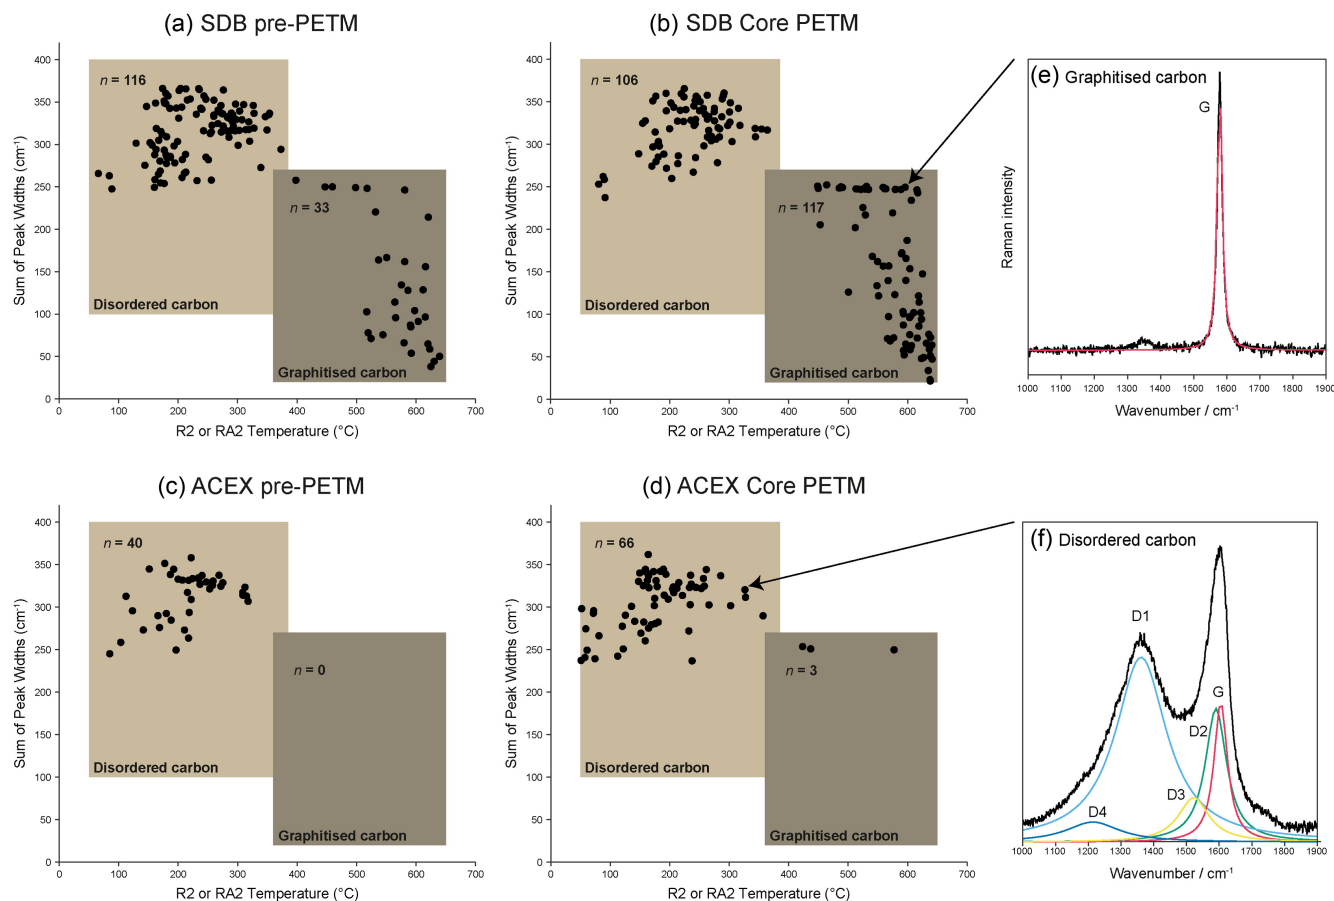 (a) SDB pre-PETM
Sum of Peak Widths (cm⁻¹)
400
350
300
250
200
150
100
50
0
n = 116
Disordered carbon
n = 33
Graphitised carbon
0
100
200
300
400
500
600
700
R2 or RA2 Temperature (°C)
(b) SDB Core PETM
Sum of Peak Widths (cm⁻¹)
400
350
300
250
200
150
100
50
0
n = 106
Disordered carbon
n = 117
Graphitised carbon
0
100
200
300
400
500
600
700
R2 or RA2 Temperature (°C)
(e) Graphitised carbon
G
Raman intensity
1000
1100
1200
1300
1400
1500
1600
1700
1800
1900
Wavenumber / cm⁻¹
(c) ACEX pre-PETM
Sum of Peak Widths (cm⁻¹)
400
350
300
250
200
150
100
50
0
n = 40
Disordered carbon
n = 0
Graphitised carbon
0
100
200
300
400
500
600
700
R2 or RA2 Temperature (°C)
(d) ACEX Core PETM
Sum of Peak Widths (cm⁻¹)
400
350
300
250
200
150
100
50
0
n = 66
Disordered carbon
n = 3
Graphitised carbon
0
100
200
300
400
500
600
700
R2 or RA2 Temperature (°C)
(f) Disordered carbon
D1
G
D2
D3
D4
1000
1100
1200
1300
1400
1500
1600
1700
1800
1900
Wavenumber / cm⁻¹